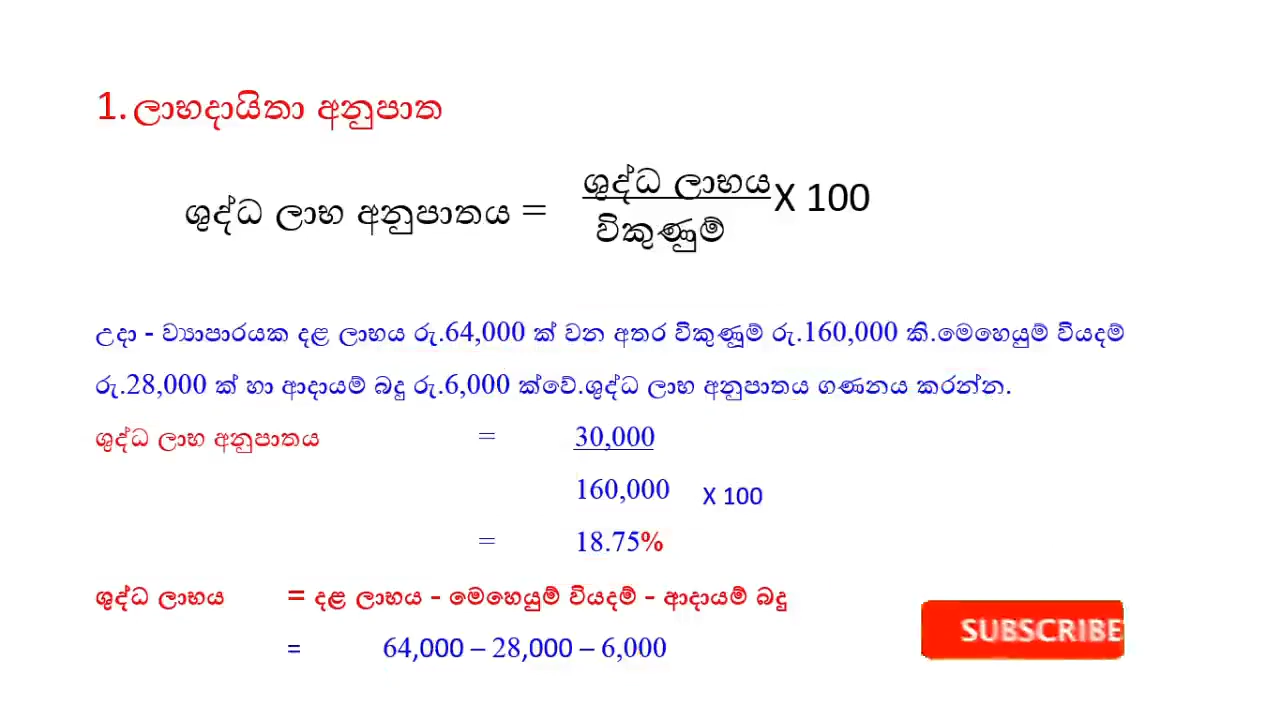 1. ලාභදායිතා අනුපාත
ශුද්ධ ලාභ අනුපාතය = ශුද්ධ ලාභය X 100
විකුණුම්
උදා - ව්‍යාපාරයක දළ ලාභය රු.64,000 ක් වන අතර විකුණූම් රු.160,000 කි.මෙහෙයුම් වියදම්
රු.28,000 ක් හා ආදායම් බදු රු.6,000 ක්වේ.ශුද්ධ ලාභ අනුපාතය ගණනය කරන්න.
ශුද්ධ ලාභ අනුපාතය = 30,000
160,000 X 100
= 18.75%
ශුද්ධ ලාභය = දළ ලාභය - මෙහෙයුම් වියදම් - ආදායම් බදු
= 64,000 – 28,000 – 6,000
SUBSCRIBE